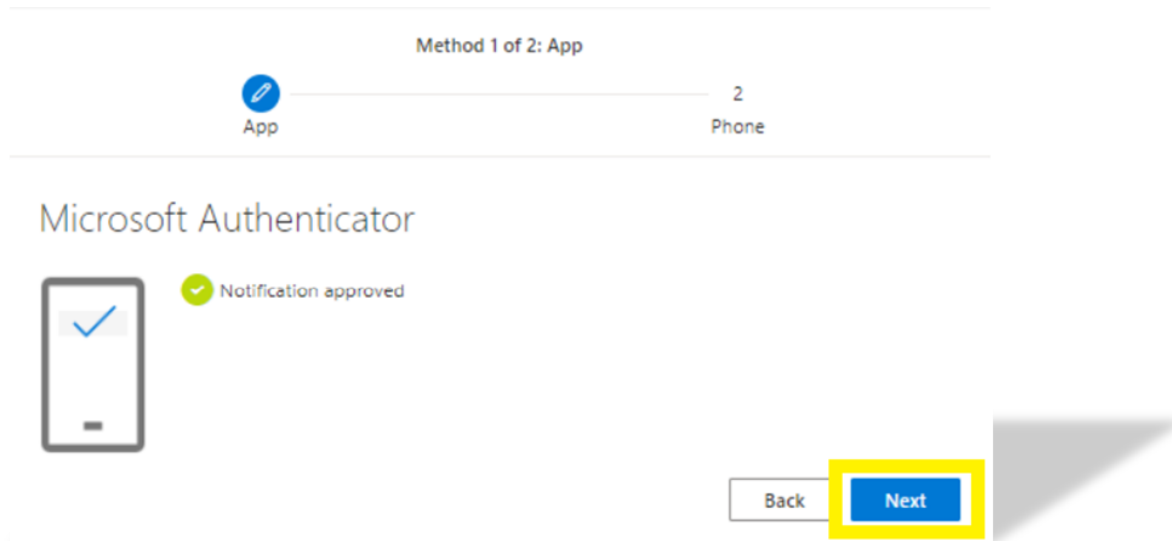 Method 1 of 2: App
2
App
Phone
Microsoft Authenticator
Notification approved
Back
Next